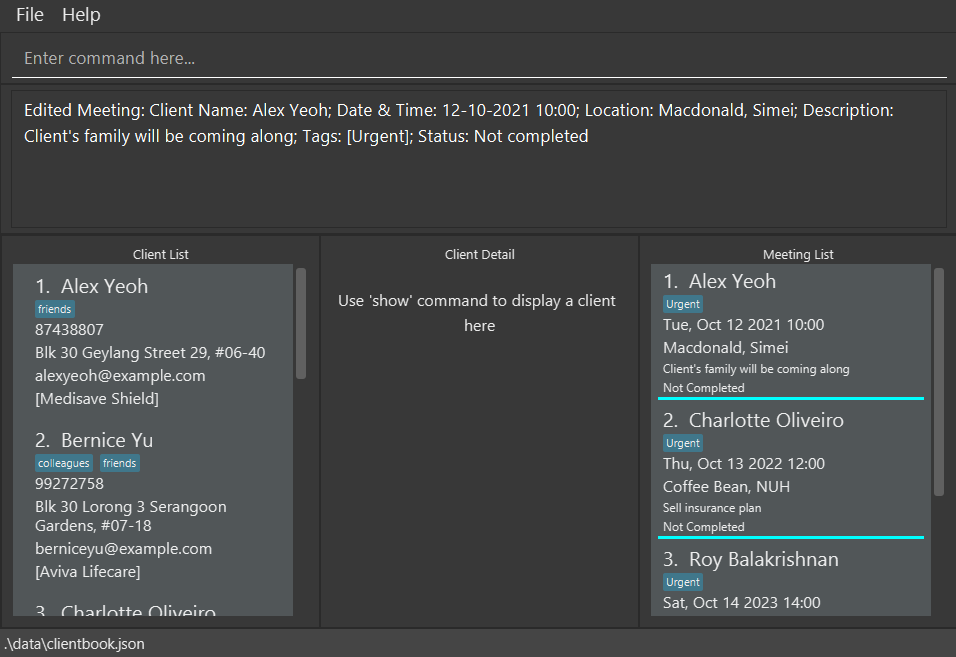 File Help
Enter command here...
Edited Meeting: Client Name: Alex Yeoh; Date & Time: 12-10-2021 10:00; Location: Macdonald, Simei; Description:
Client's family will be coming along; Tags: [Urgent]; Status: Not completed
Client List
1. Alex Yeoh
friends
87438807
Blk 30 Geylang Street 29, #06-40
alexyeoh@example.com
[Medisave Shield]
2. Bernice Yu
colleagues friends
99272758
Blk 30 Lorong 3 Serangoon
Gardens, #07-18
berniceyu@example.com
[Aviva Lifecare]
3. Charlotte Oliveiro
Client Detail
Use 'show' command to display a client
here
Meeting List
1. Alex Yeoh
Urgent
Tue, Oct 12 2021 10:00
Macdonald, Simei
Client's family will be coming along
Not Completed
2. Charlotte Oliveiro
Urgent
Thu, Oct 13 2022 12:00
Coffee Bean, NUH
Sell insurance plan
Not Completed
3. Roy Balakrishnan
Urgent
Sat, Oct 14 2023 14:00
.\data\clientbook.json